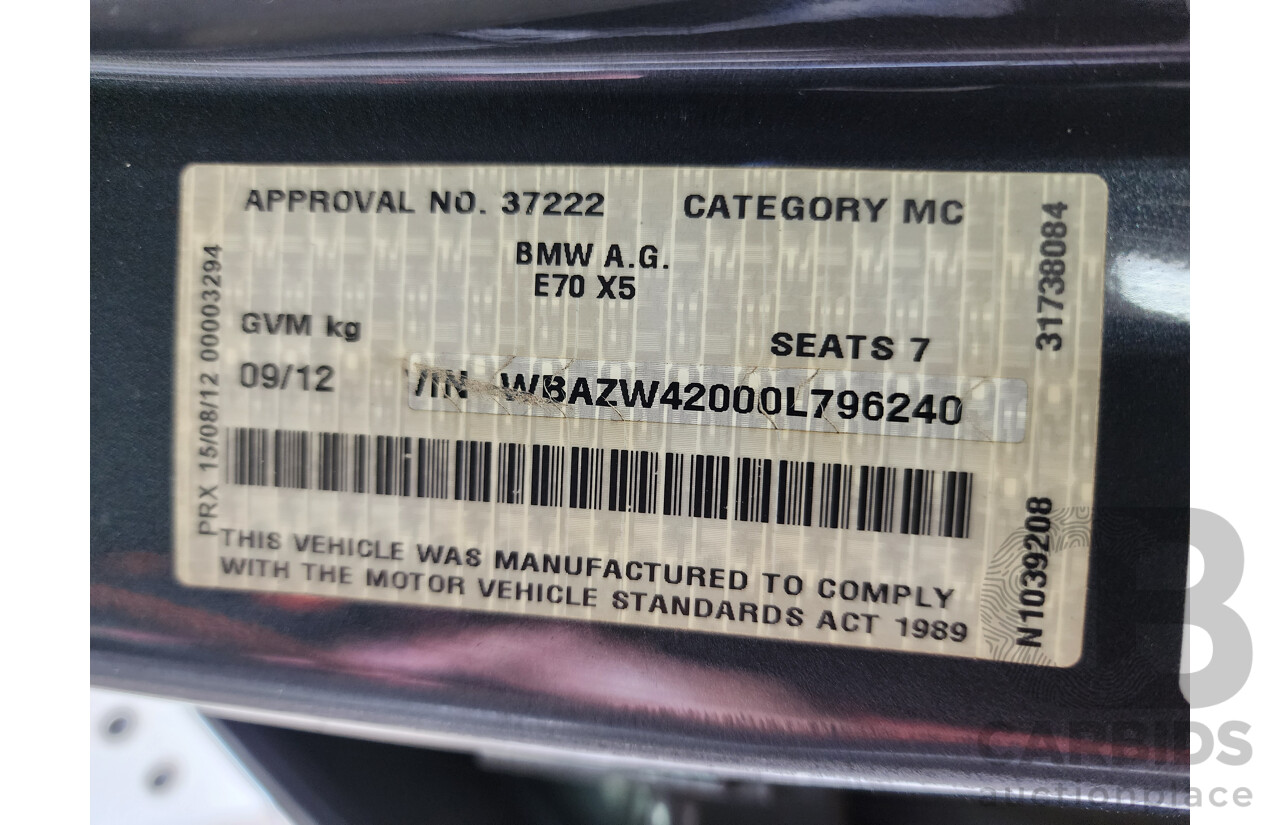 APPROVAL NO. 37222 CATEGORY MC
BMW A.G.
E70 X5
GVM kg SEATS 7
09/12 VIN WBAZW42000L796240
THIS VEHICLE WAS MANUFACTURED TO COMPLY
WITH THE MOTOR VEHICLE STANDARDS ACT 1989
PRX 15/08/12 00003294
31738084
N1039208
CARBIDS
auctionplace